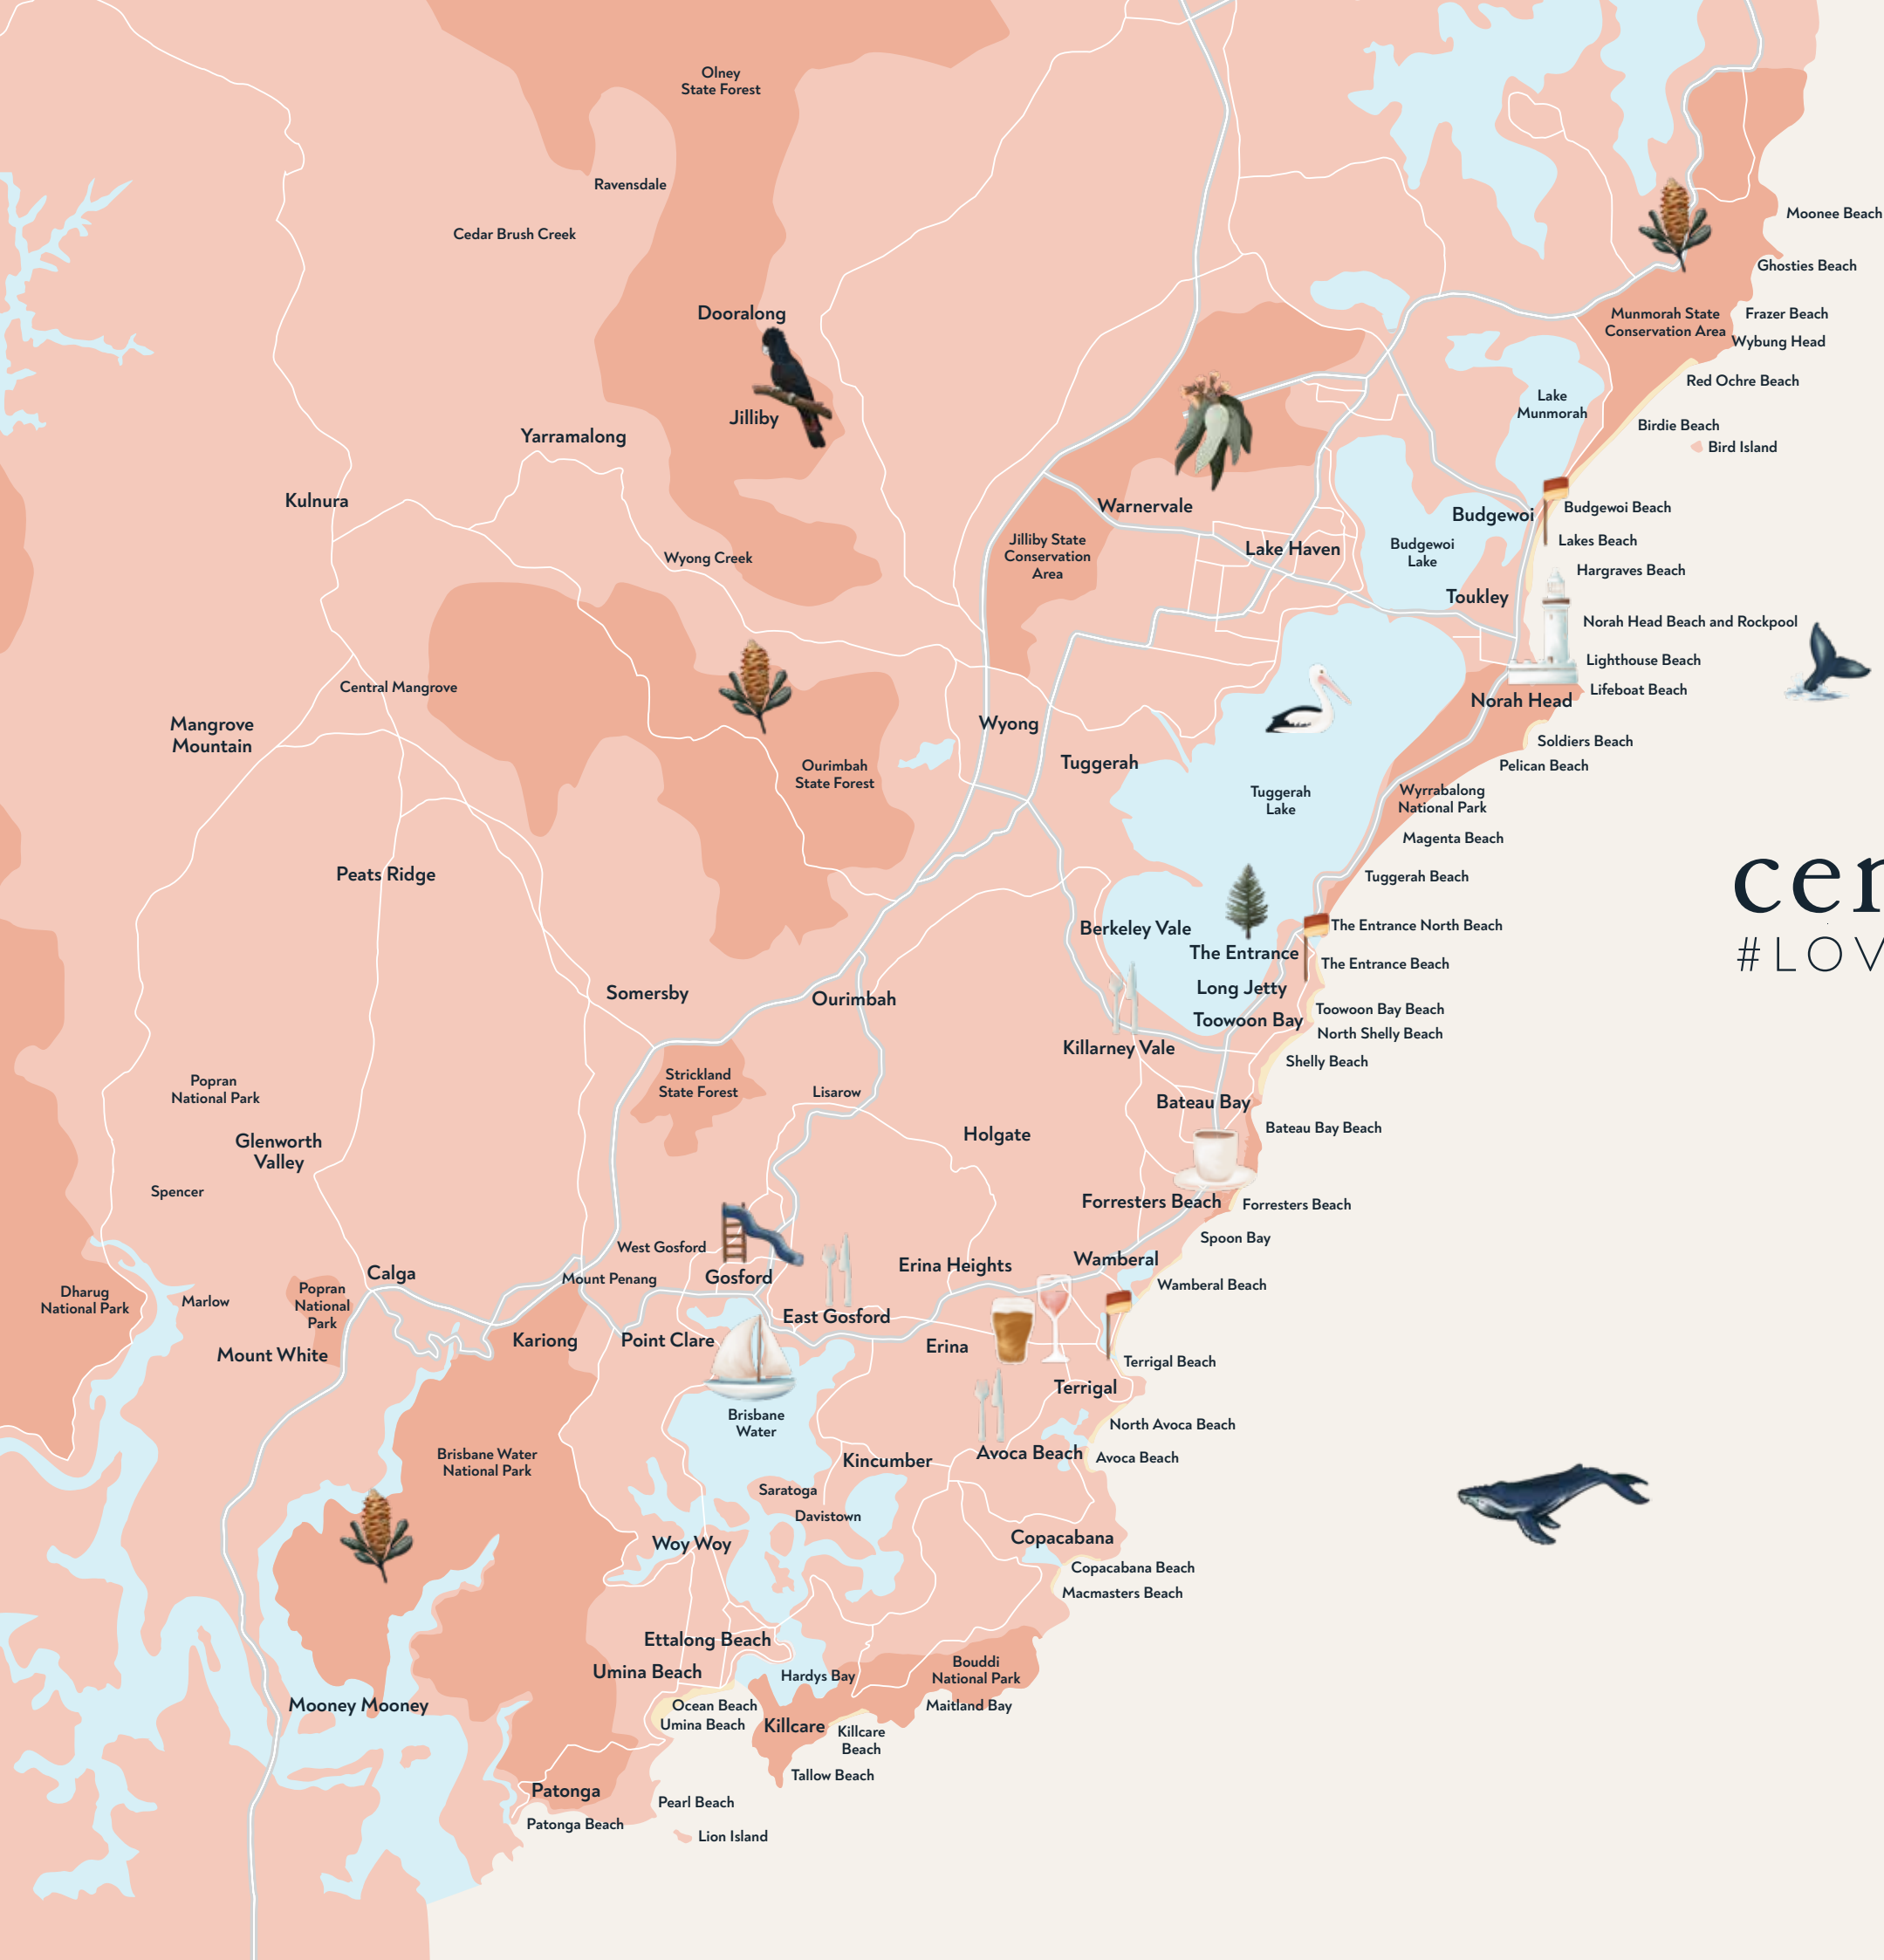 Olney
State Forest
Ravensdale
Cedar Brush Creek
Moonee Beach
Ghosties Beach
Dooralong
Munmorah State
Conservation Area
Frazer Beach
Wybung Head
Red Ochre Beach
Lake
Munmorah
Jilliby
Birdie Beach
Yarramalong
Bird Island
Kulnura
Warnervale
Budgewoi
Budgewoi Beach
Jilliby State
Conservation
Area
Lake Haven
Budgewoi
Lake
Lakes Beach
Wyong Creek
Hargraves Beach
Toukley
Norah Head Beach and Rockpool
Lighthouse Beach
Central Mangrove
Lifeboat Beach
Norah Head
Mangrove
Mountain
Wyong
Soldiers Beach
Tuggerah
Pelican Beach
Ourimbah
State Forest
Tuggerah
Lake
Wyrrabalong
National Park
Magenta Beach
Peats Ridge
Tuggerah Beach
cen
#LOV
Berkeley Vale
The Entrance North Beach
The Entrance
The Entrance Beach
Somersby
Ourimbah
Long Jetty
Toowoon Bay Beach
Toowoon Bay
North Shelly Beach
Killarney Vale
Shelly Beach
Popran
National Park
Strickland
State Forest
Lisarow
Bateau Bay
Bateau Bay Beach
Glenworth
Valley
Holgate
Spencer
Forresters Beach
Forresters Beach
Spoon Bay
West Gosford
Wamberal
Erina Heights
Calga
Mount Penang
Gosford
Wamberal Beach
Dharug
National Park
Marlow
Popran
National
Park
East Gosford
Kariong
Point Clare
Erina
Mount White
Terrigal Beach
Terrigal
Brisbane
Water
North Avoca Beach
Brisbane Water
National Park
Kincumber
Avoca Beach
Avoca Beach
Saratoga
Davistown
Woy Woy
Copacabana
Copacabana Beach
Macmasters Beach
Ettalong Beach
Umina Beach
Hardys Bay
Bouddi
National Park
Mooney Mooney
Ocean Beach
Maitland Bay
Umina Beach
Killcare
Killcare
Beach
Tallow Beach
Patonga
Pearl Beach
Patonga Beach
Lion Island